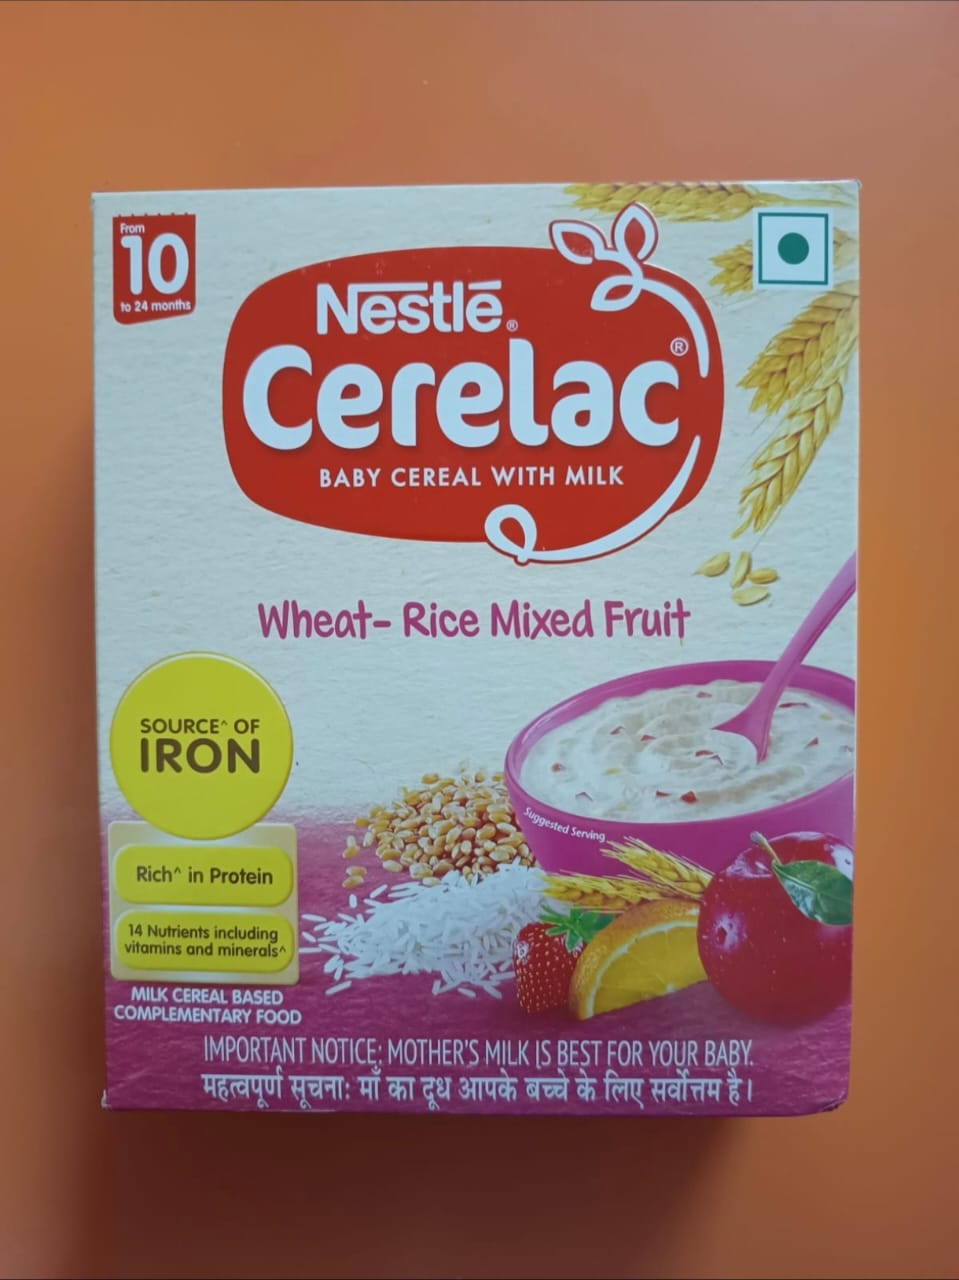 From
10
to 24 months
Nestlé®
Cerelac®
BABY CEREAL WITH MILK
Wheat- Rice Mixed Fruit
SOURCE^ OF
IRON
Rich^ in Protein
14 Nutrients including
vitamins and minerals^
MILK CEREAL BASED
COMPLEMENTARY FOOD
Suggested Serving
IMPORTANT NOTICE: MOTHER'S MILK IS BEST FOR YOUR BABY.
महत्वपूर्ण सूचना: माँ का दूध आपके बच्चे के लिए सर्वोत्तम है।